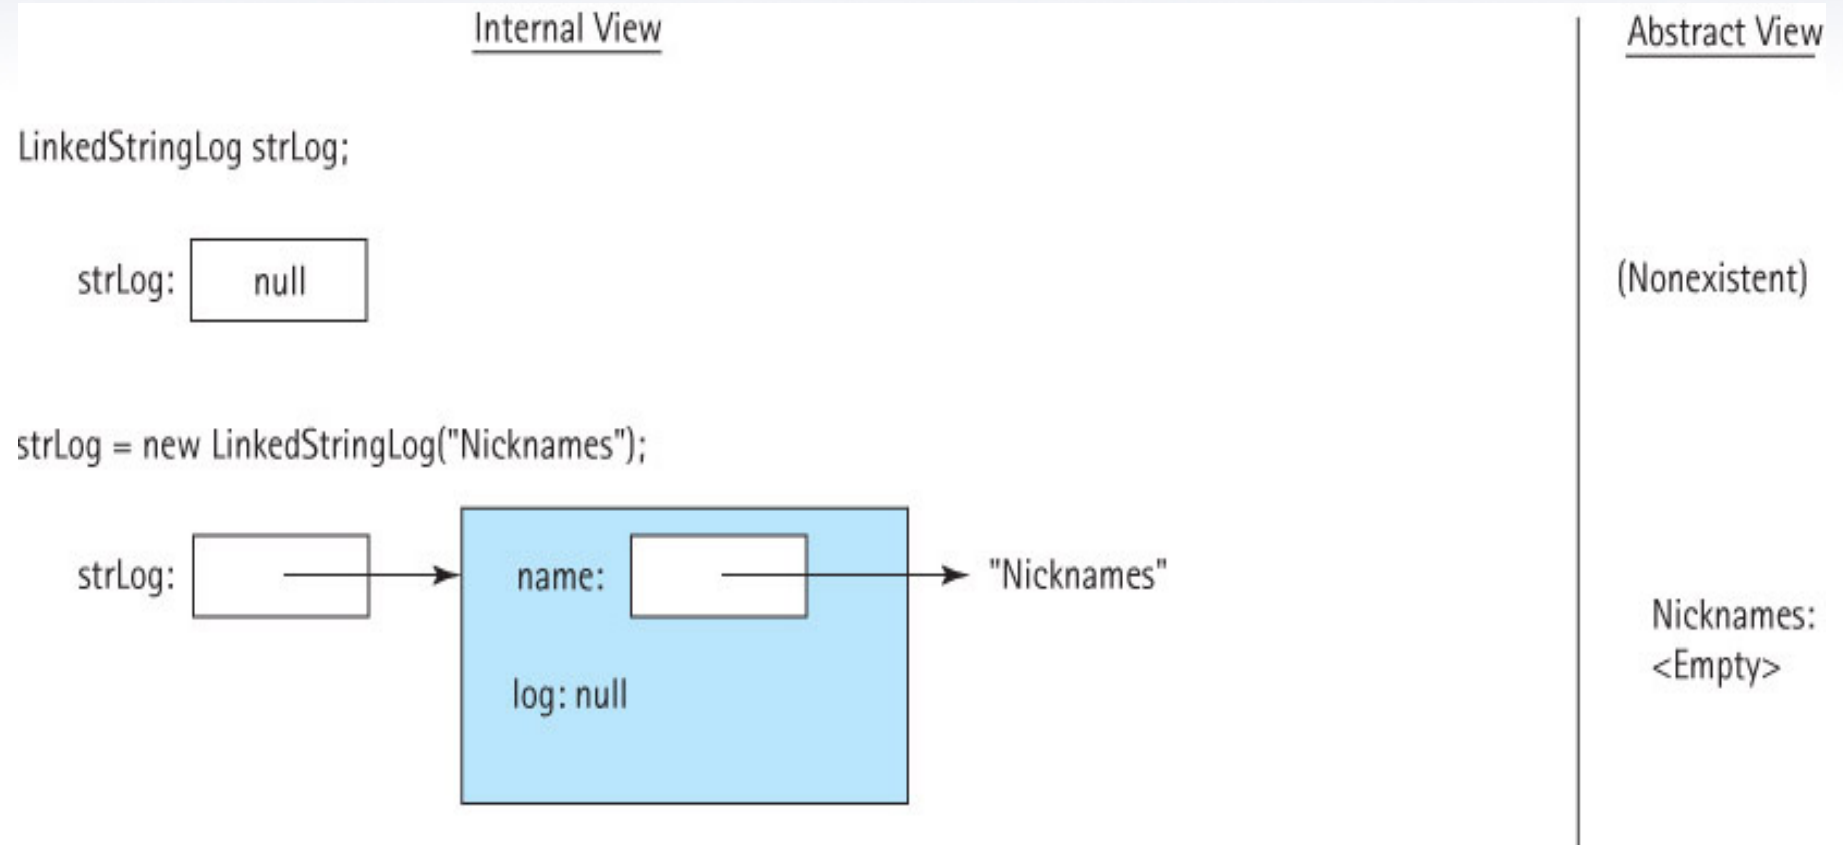 Internal View
Abstract View
LinkedStringLog strLog;
strLog:
null
(Nonexistent)
strLog = new LinkedStringLog("Nicknames");
strLog:
name:
"Nicknames"
Nicknames:
<Empty>
log: null